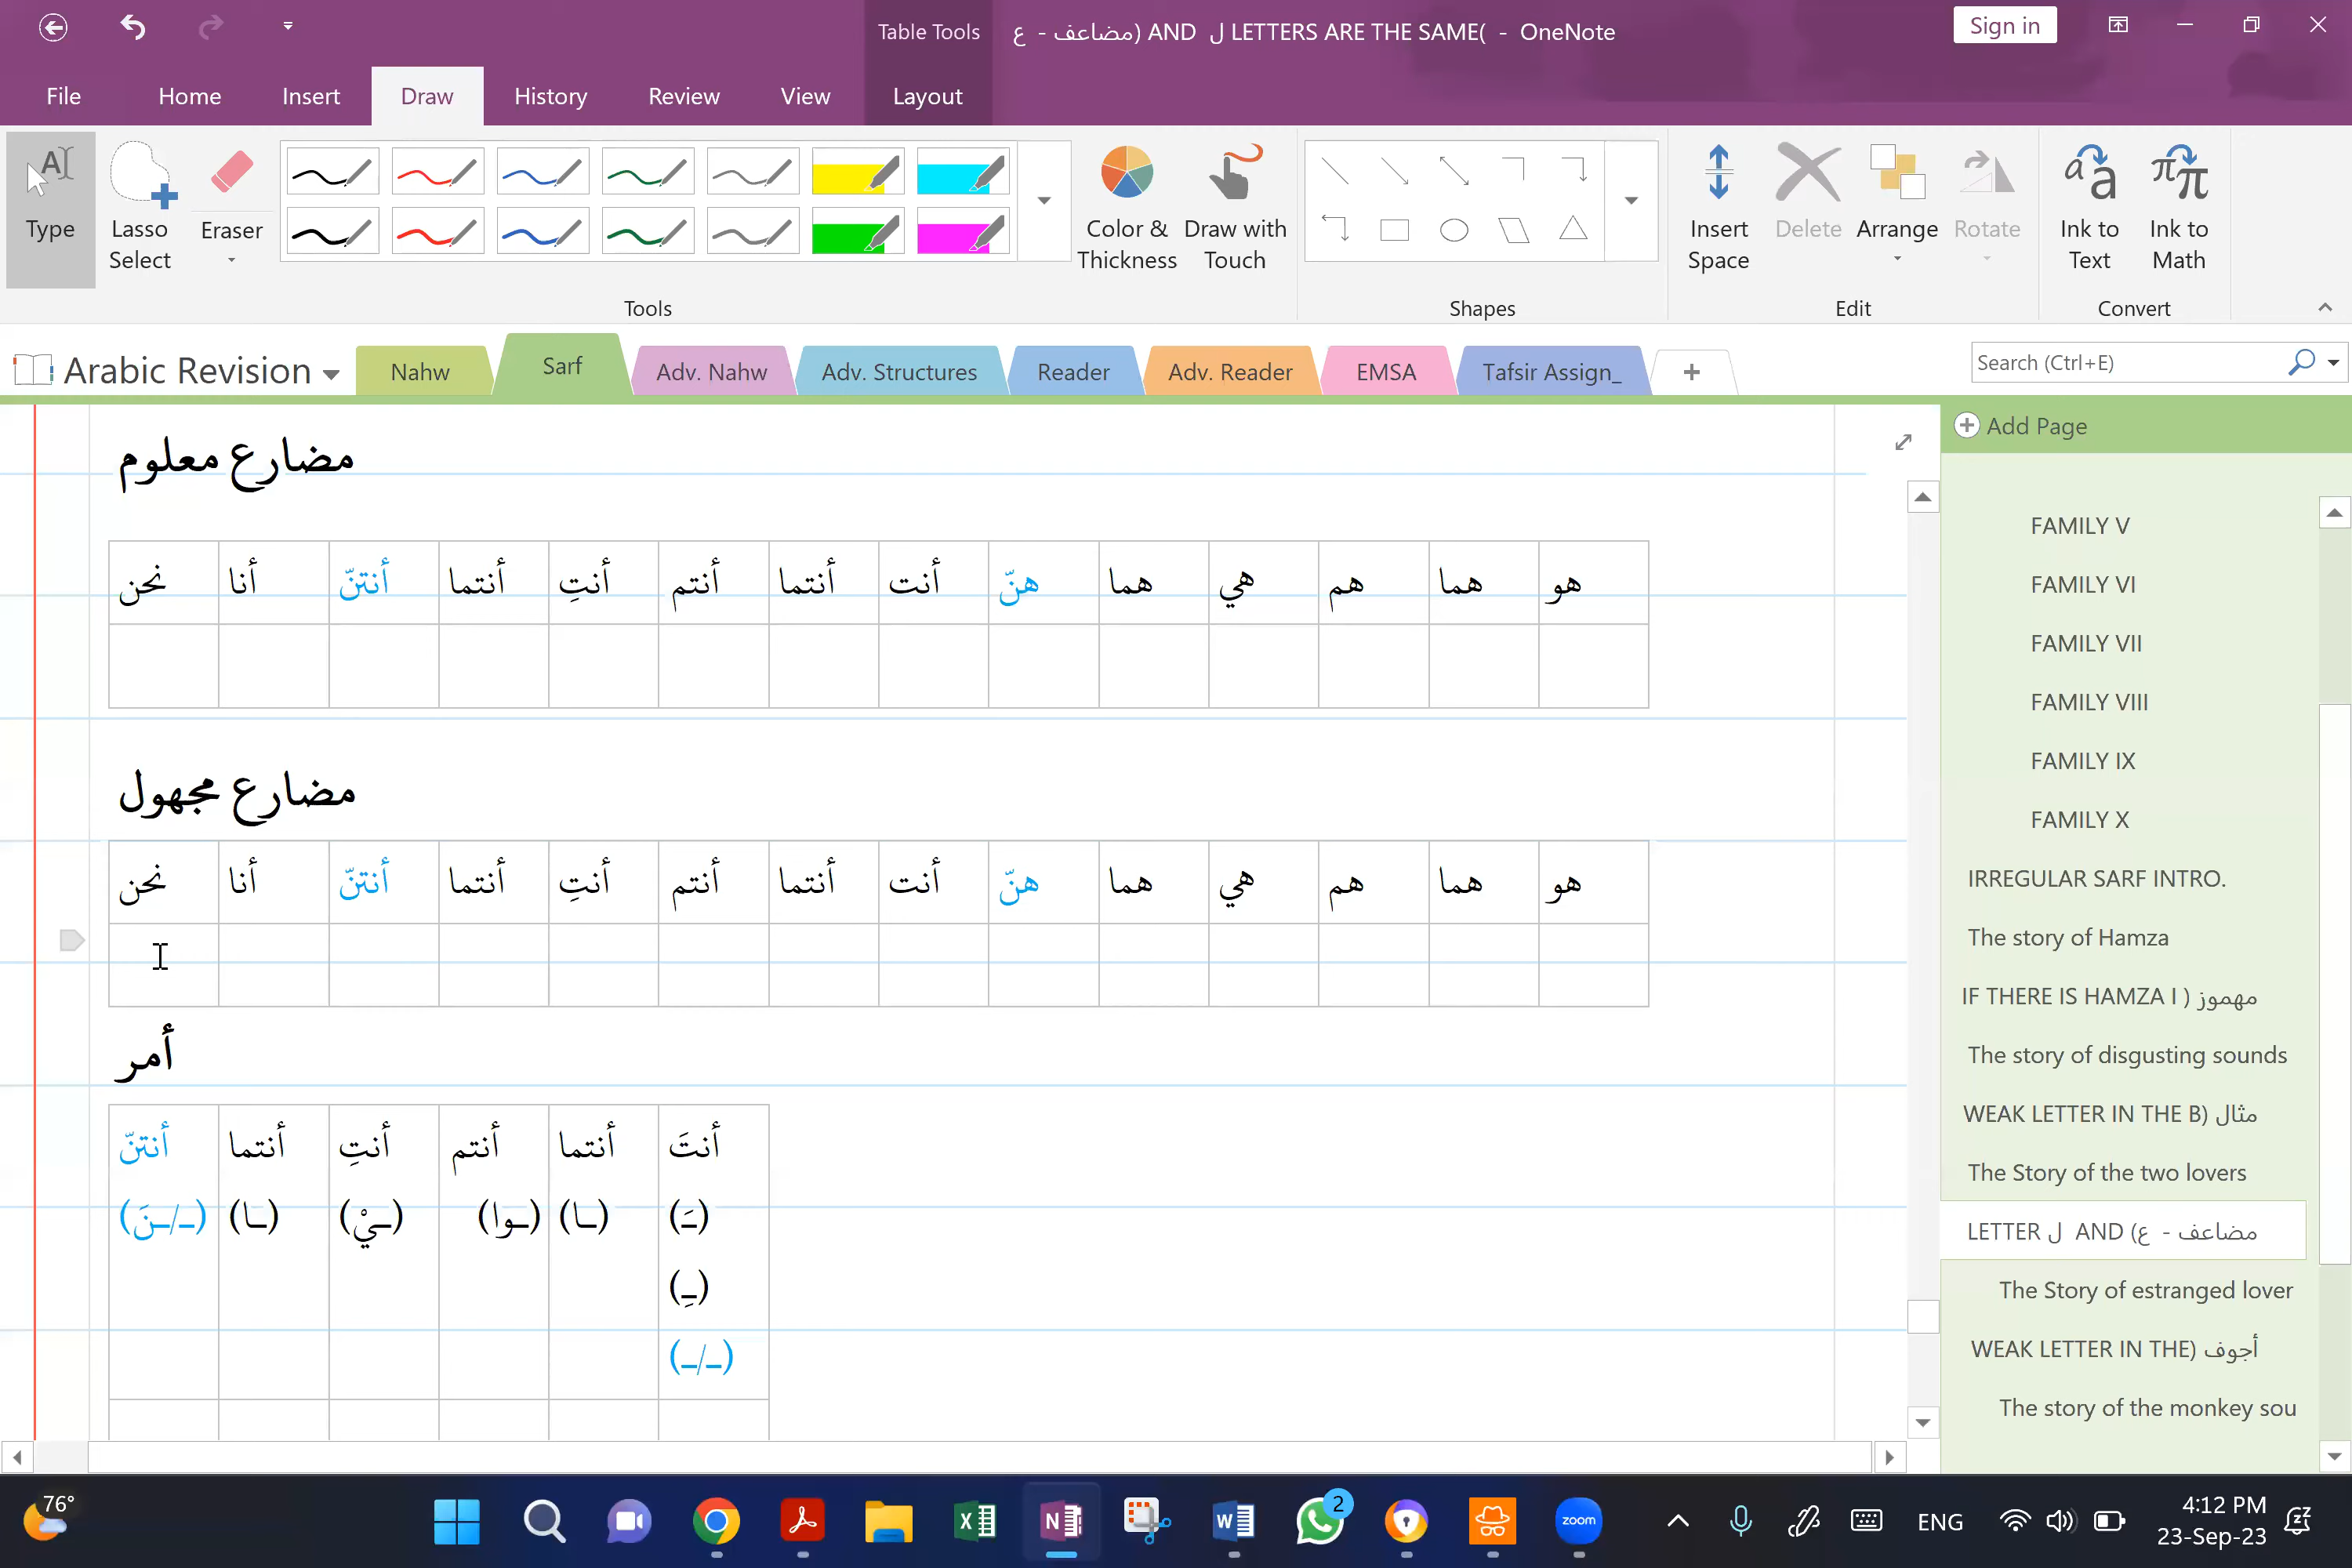 Table Tools
مضاعف - ع) AND ل LETTERS ARE THE SAME( - OneNote
Sign in
File Home Insert Draw History Review View Layout
Type
Lasso Select
Eraser
Color & Thickness
Draw with Touch
Insert Space
Delete
Arrange
Rotate
Ink to Text
Ink to Math
Tools
Shapes
Edit
Convert
Arabic Revision
Nahw Sarf Adv. Nahw Adv. Structures Reader Adv. Reader EMSA Tafsir Assign_ +
Search (Ctrl+E)
مضارع معلوم
هو هما هم هي هما هنّ أنت أنتما أنتم أنتِ أنتما أنتنّ أنا نحن
مضارع مجهول
هو هما هم هي هما هنّ أنت أنتما أنتم أنتِ أنتما أنتنّ أنا نحن
أمر
أنتَ أنتما أنتم أنتِ أنتما أنتنّ
(ـَ) (ـا) (ـوا) (ـيْ) (ـا) (ـ/ـنَ)
(ـِ)
(ـ/ـ)
Add Page
FAMILY V
FAMILY VI
FAMILY VII
FAMILY VIII
FAMILY IX
FAMILY X
IRREGULAR SARF INTRO.
The story of Hamza
مهموز ( IF THERE IS HAMZA I
The story of disgusting sounds
مثال (WEAK LETTER IN THE B
The Story of the two lovers
مضاعف - ع) AND ل LETTER
The Story of estranged lover
أجوف (WEAK LETTER IN THE
The story of the monkey sou
76°
2
zoom
ENG
4:12 PM
23-Sep-23